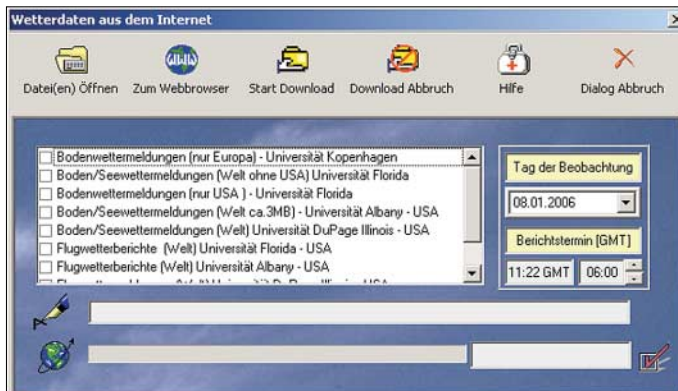 Wetterdaten aus dem Internet
Datei(en) Öffnen Zum Webbrowser Start Download Download Abbruch Hilfe Dialog Abbruch
Bodenwettermeldungen (nur Europa) - Universität Kopenhagen
Boden/Seewettermeldungen (Welt ohne USA) Universität Florida
Bodenwettermeldungen (nur USA ) - Universität Florida
Boden/Seewettermeldungen (Welt ca.3MB) - Universität Albany - USA
Boden/Seewettermeldungen (Welt) Universität DuPage Illinois - USA
Flugwetterberichte (Welt) Universität Florida - USA
Flugwetterberichte (Welt) Universität Albany - USA
Tag der Beobachtung
08.01.2006
Berichtstermin [GMT]
11:22 GMT 06:00